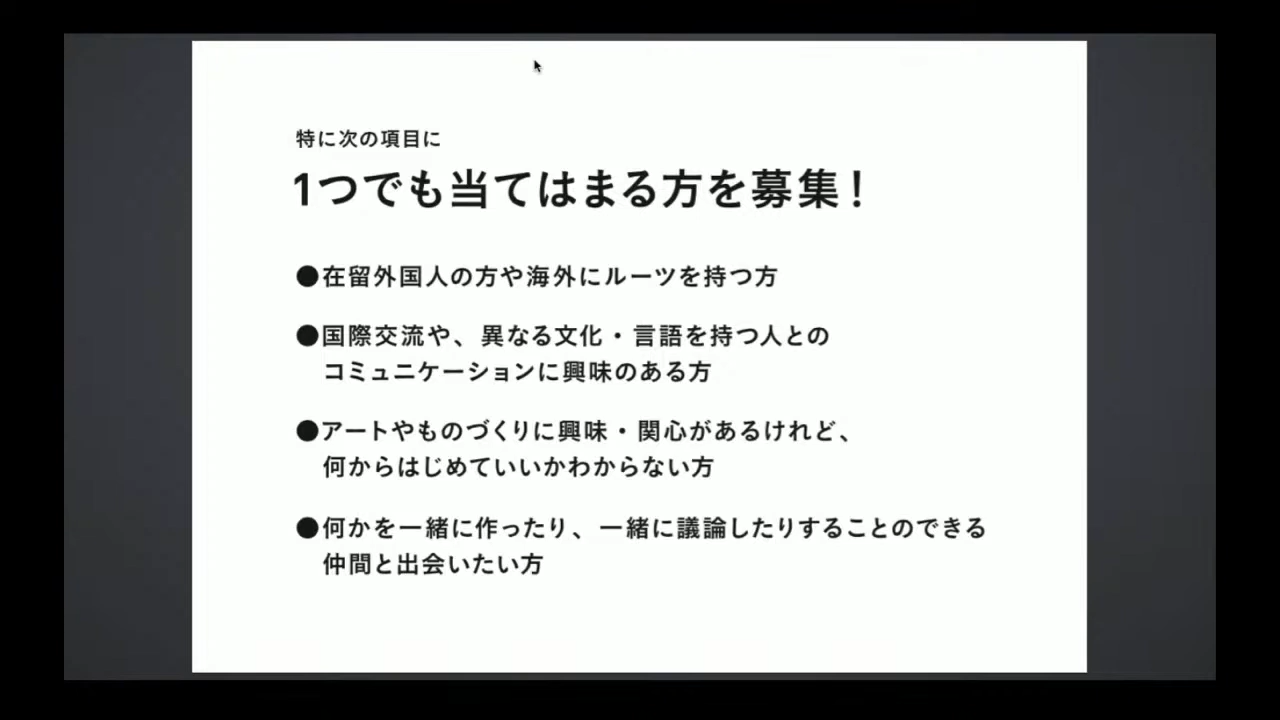 特に次の項目に
1つでも当てはまる方を募集！
●在留外国人の方や海外にルーツを持つ方
●国際交流や、異なる文化・言語を持つ人との
コミュニケーションに興味のある方
●アートやものづくりに興味・関心があるけれど、
何からはじめていいかわからない方
●何かを一緒に作ったり、一緒に議論したりすることのできる
仲間と出会いたい方